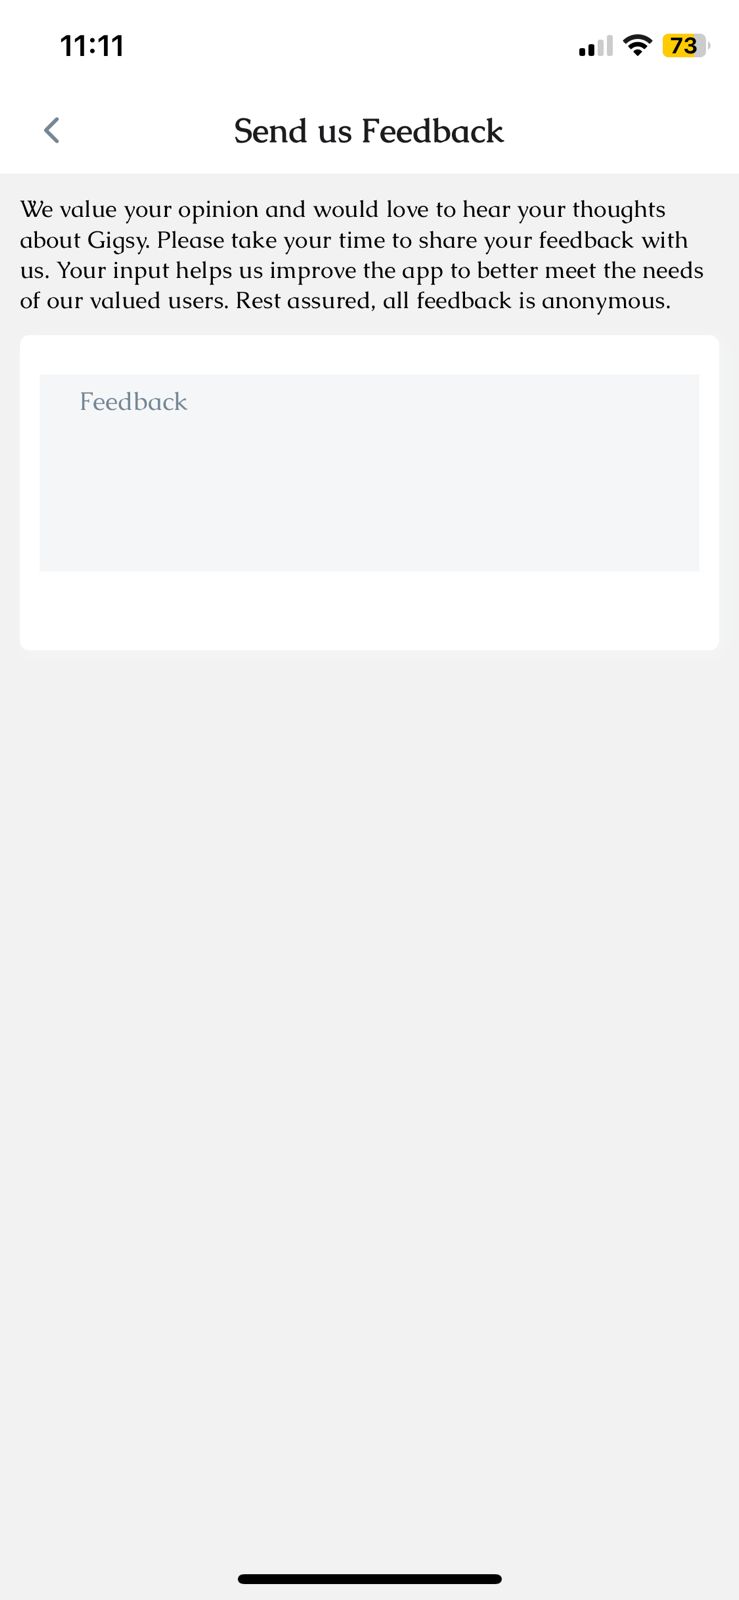 11:11
73
Send us Feedback
We value your opinion and would love to hear your thoughts
about Gigsy. Please take your time to share your feedback with
us. Your input helps us improve the app to better meet the needs
of our valued users. Rest assured, all feedback is anonymous.
Feedback